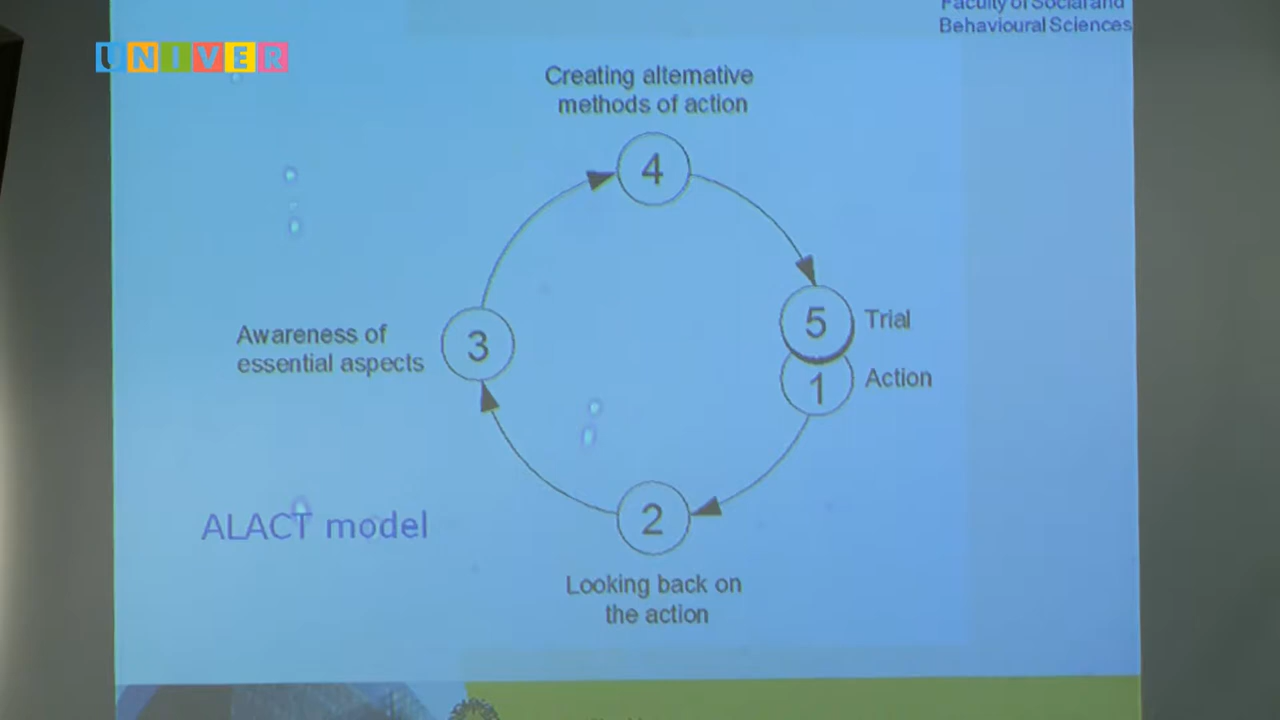 Faculty of Social and
Behavioural Sciences
UNIVER
Creating alternative
methods of action
4
5 Trial
Awareness of
essential aspects
3
1 Action
ALACT model
2
Looking back on
the action